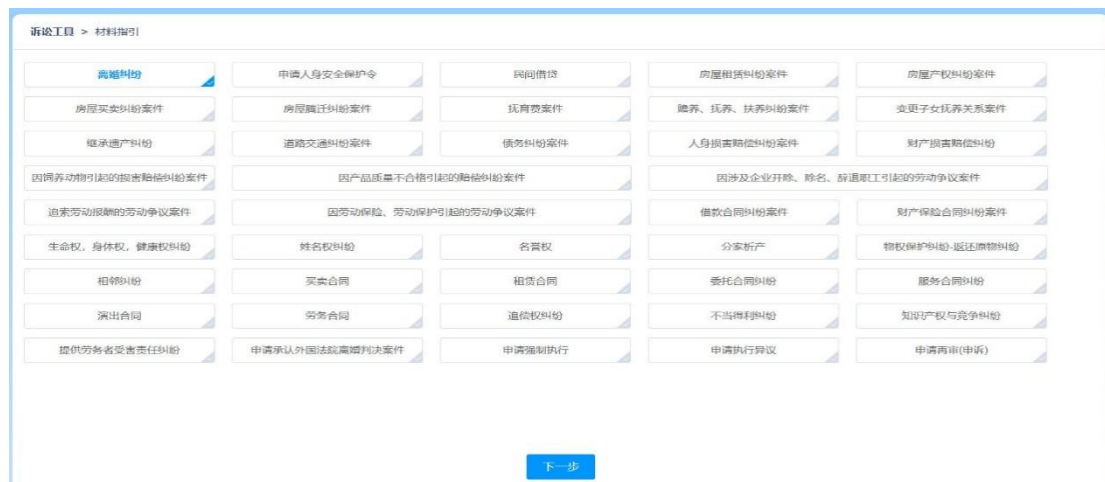 诉讼工具 > 材料指引
离婚纠纷 申请人身安全保护令 民间借贷 房屋租赁纠纷案件 房屋产权纠纷案件
房屋买卖纠纷案件 房屋腾迁纠纷案件 抚育费案件 赡养、抚养、扶养纠纷案件 变更子女抚养关系案件
继承遗产纠纷 道路交通纠纷案件 债务纠纷案件 人身损害赔偿纠纷案件 财产损害赔偿纠纷
因饲养动物引起的损害赔偿纠纷案件 因产品质量不合格引起的赔偿纠纷案件 因涉及企业开除、除名、辞退职工引起的劳动争议案件
追索劳动报酬的劳动争议案件 因劳动保险、劳动保护引起的劳动争议案件 借款合同纠纷案件 财产保险合同纠纷案件
生命权，身体权，健康权纠纷 姓名权纠纷 名誉权 分家析产 物权保护纠纷-返还原物纠纷
相邻纠纷 买卖合同 租赁合同 委托合同纠纷 服务合同纠纷
演出合同 劳务合同 追偿权纠纷 不当得利纠纷 知识产权与竞争纠纷
提供劳务者受害责任纠纷 申请承认外国法院离婚判决案件 申请强制执行 申请执行异议 申请再审(申诉)
下一步